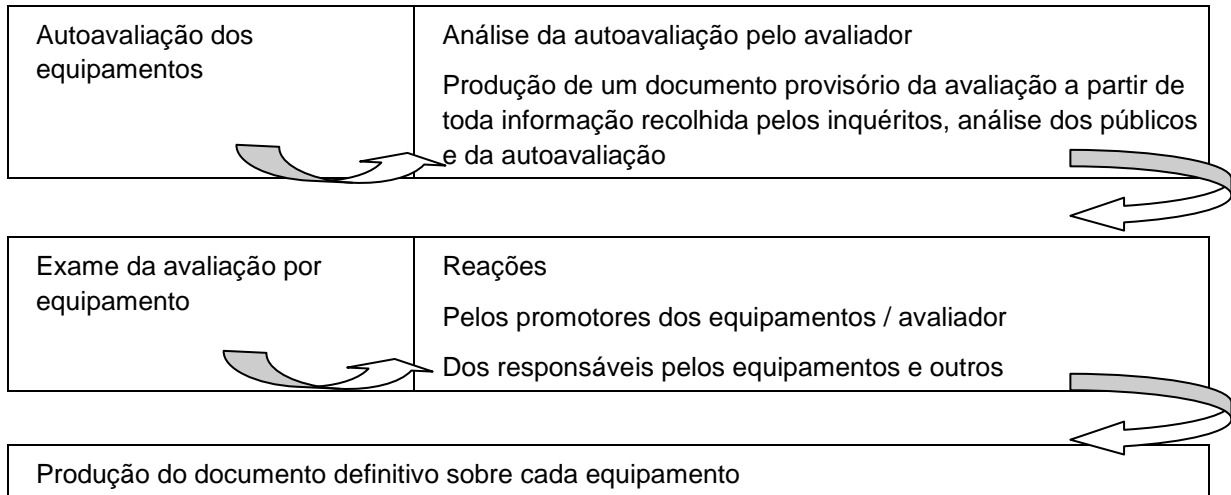 Autoavaliação dos
equipamentos
Análise da autoavaliação pelo avaliador
Produção de um documento provisório da avaliação a partir de
toda informação recolhida pelos inquéritos, análise dos públicos
e da autoavaliação
Exame da avaliação por
equipamento
Reações
Pelos promotores dos equipamentos / avaliador
Dos responsáveis pelos equipamentos e outros
Produção do documento definitivo sobre cada equipamento